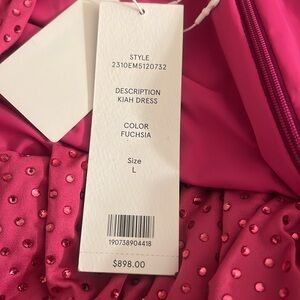 STYLE
2310EM5120732
DESCRIPTION
KIAH DRESS
COLOR
FUCHSIA
Size
L
190738904418
$898.00